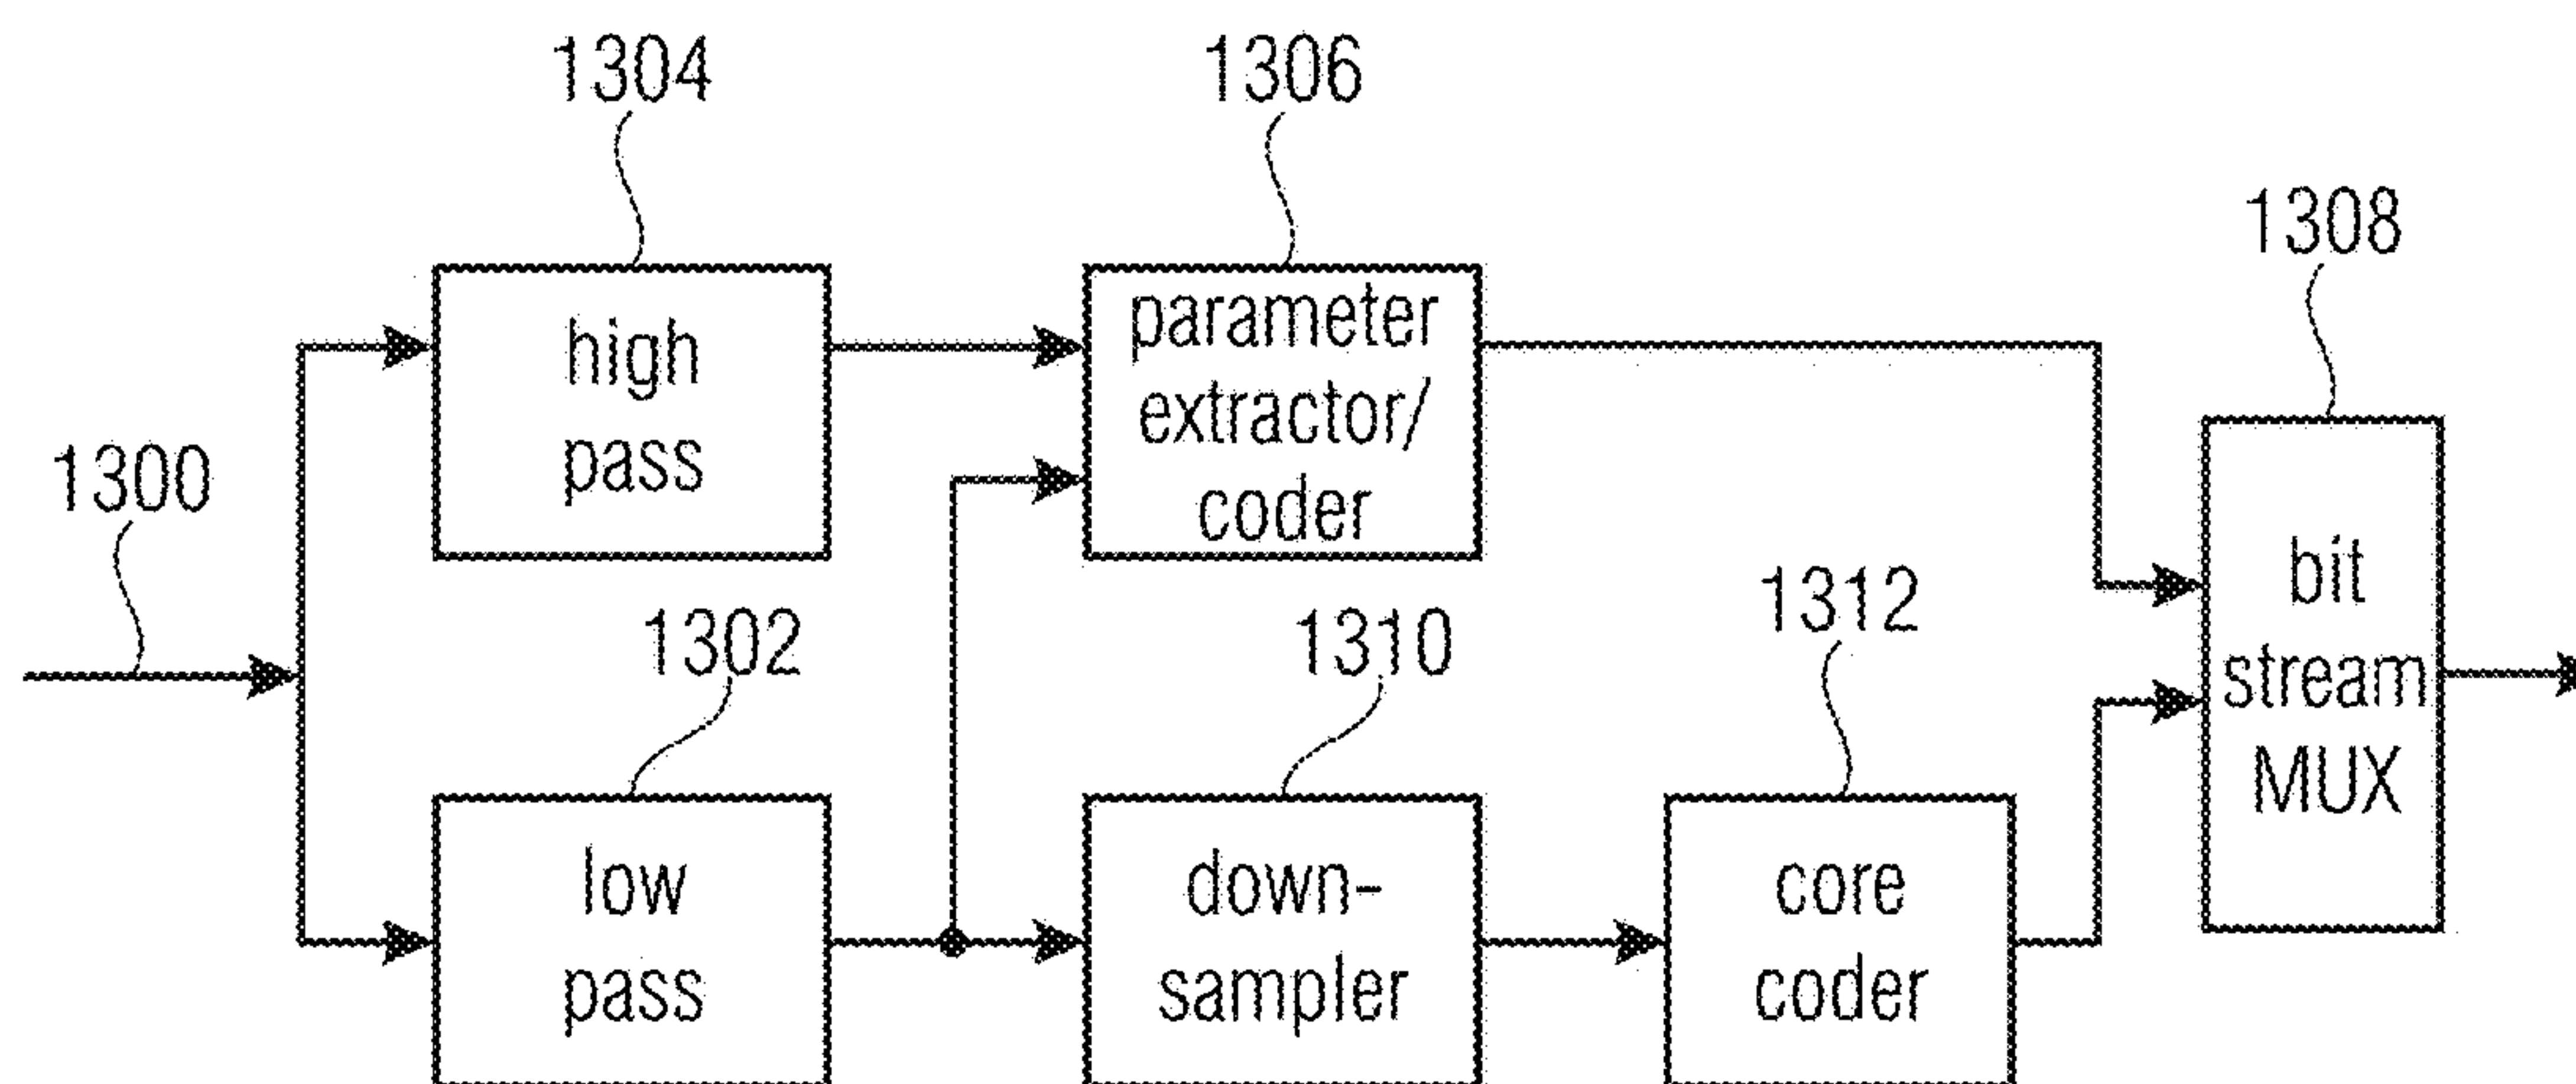 1304
1306
1308
high
pass
parameter
extractor/
coder
1300
1302
1310
1312
bit
stream
MUX
low
pass
down-
sampler
core
coder